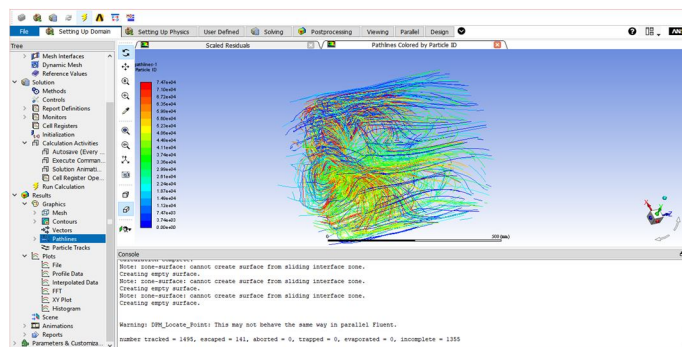 File
Setting Up Domain
Setting Up Physics
User Defined
Solving
Postprocessing
Viewing
Parallel
Design
Tree
Mesh Interfaces
Dynamic Mesh
Reference Values
Solution
Methods
Controls
Report Definitions
Monitors
Cell Registers
Initialization
Calculation Activities
Autosave (Every ...
Execute Comman...
Solution Animati...
Cell Register Ope...
Run Calculation
Results
Graphics
Mesh
Contours
Vectors
Pathlines
Particle Tracks
Plots
File
Profile Data
Interpolated Data
FFT
XY Plot
Histogram
Scene
Animations
Reports
Parameters & Customiza...
Scaled Residuals
Pathlines Colored by Particle ID
pathlines-1
Particle ID
7.47e+04
7.10e+04
6.72e+04
6.35e+04
5.98e+04
5.60e+04
5.23e+04
4.86e+04
4.48e+04
4.11e+04
3.74e+04
3.36e+04
2.99e+04
2.61e+04
2.24e+04
1.87e+04
1.49e+04
1.12e+04
7.47e+03
3.74e+03
0.00e+00
0
300 (mm)
Console
Note: zone-surface: cannot create surface from sliding interface zone.
Creating empty surface.
Note: zone-surface: cannot create surface from sliding interface zone.
Creating empty surface.
Note: zone-surface: cannot create surface from sliding interface zone.
Creating empty surface.
Warning: DPM_Locate_Point: This may not behave the same way in parallel Fluent.
number tracked = 1495, escaped = 141, aborted = 0, trapped = 0, evaporated = 0, incomplete = 1355